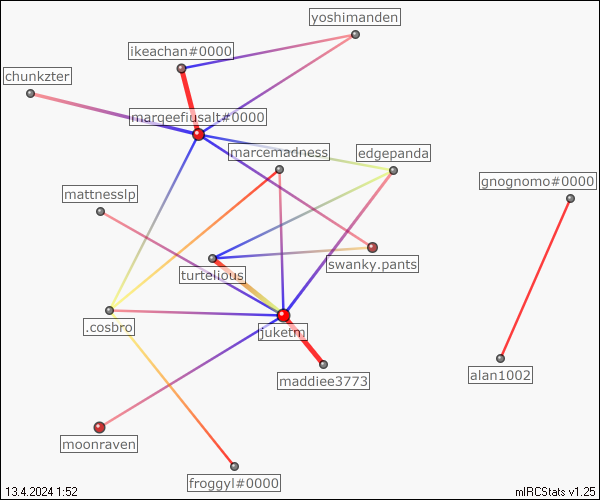 yoshimanden
ikeachan#0000
chunkzter
marqeefiusalt#0000
marcemadness
edgepanda
gnognomo#0000
mattnesslp
swanky.pants
turtelious
.cosbro
juketm
alan1002
maddiee3773
moonraven
froggyl#0000
13.4.2024 1:52
mIRCStats v1.25